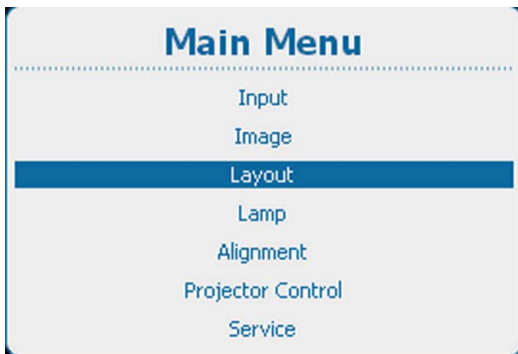 Main Menu
Input
Image
Layout
Lamp
Alignment
Projector Control
Service